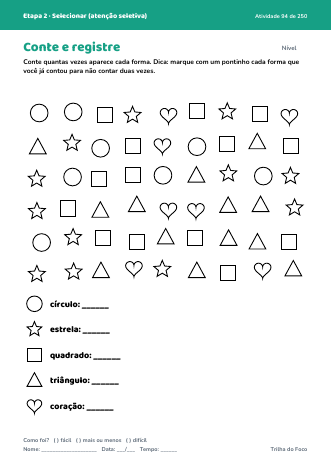 Etapa 2 · Selecionar (atenção seletiva)
Atividade 94 de 250
Conte e registre
Nível
Conte quantas vezes aparece cada forma. Dica: marque com um pontinho cada forma que
você já contou para não contar duas vezes.
círculo: ______
estrela: ______
quadrado: ______
triângulo: ______
coração: ______
Como foi? ( ) fácil ( ) mais ou menos ( ) difícil
Nome: ____________________ Data: ___/___ Tempo: ______
Trilha do Foco